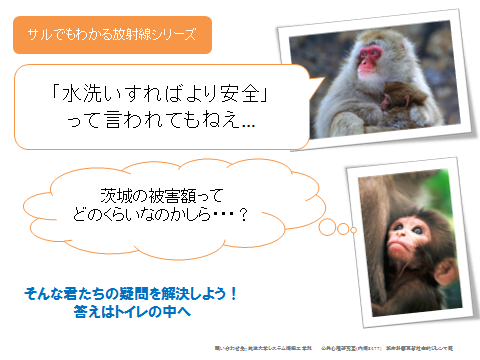 サルでもわかる放射線シリーズ
「水洗いすればより安全」
って言われてもねえ…
茨城の被害額って
どのくらいなのかしら・・・？
そんな君たちの疑問を解決しよう！
答えはトイレの中へ